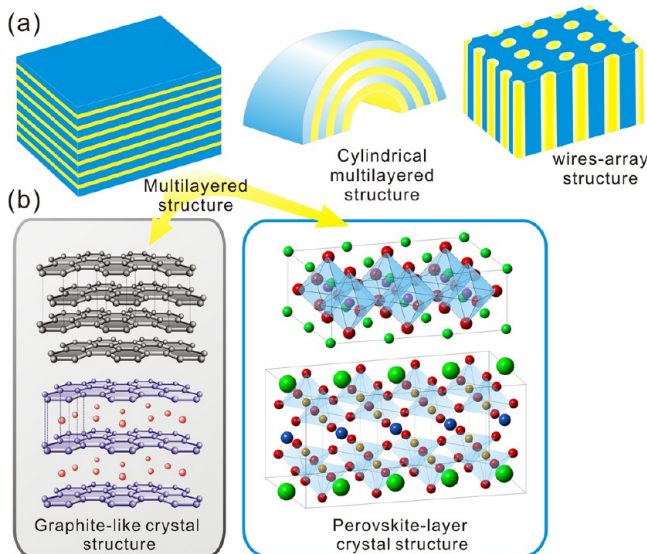 (a)
Multilayered
structure
Cylindrical
multilayered
structure
wires-array
structure
(b)
Graphite-like crystal
structure
Perovskite-layer
crystal structure